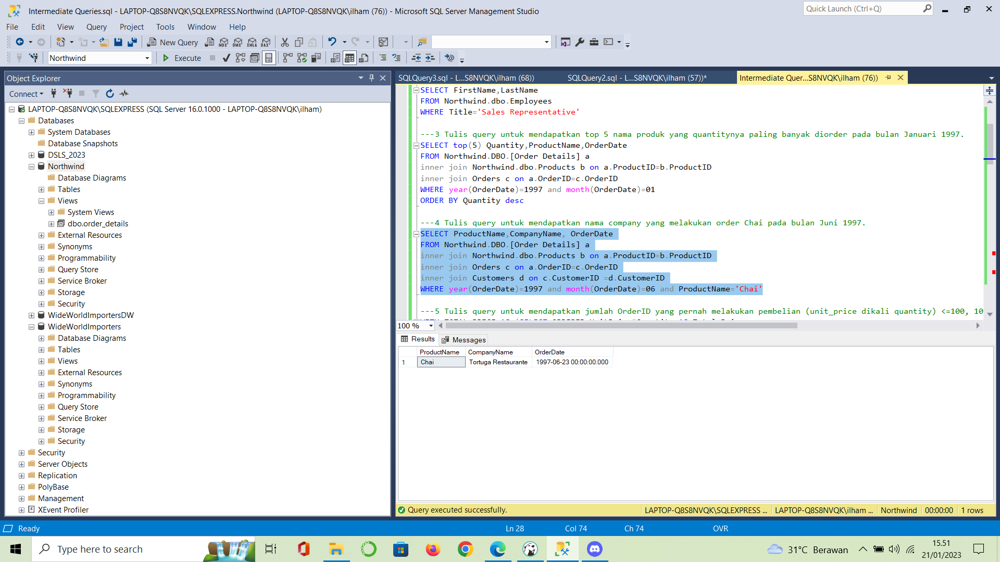 Intermediate Queries.sql - LAPTOP-Q8S8NVQK\SQLEXPRESS.Northwind (LAPTOP-Q8S8NVQK\ilham (76)) - Microsoft SQL Server Management Studio
Quick Launch (Ctrl+Q)
File Edit View Query Project Tools Window Help
New Query
MDX DMX XMLA DAX
Northwind
Execute
Object Explorer
Connect
LAPTOP-Q8S8NVQK\SQLEXPRESS (SQL Server 16.0.1000 - LAPTOP-Q8S8NVQK\ilham)
Databases
System Databases
Database Snapshots
DSLS_2023
Northwind
Database Diagrams
Tables
Views
System Views
dbo.order_details
External Resources
Synonyms
Programmability
Query Store
Service Broker
Storage
Security
WideWorldImportersDW
WideWorldImporters
Database Diagrams
Tables
Views
External Resources
Synonyms
Programmability
Query Store
Service Broker
Storage
Security
Security
Server Objects
Replication
PolyBase
Management
XEvent Profiler
SQLQuery3.sql - L...S8NVQK\ilham (68))
SQLQuery2.sql - L...S8NVQK\ilham (57))*
Intermediate Quer...S8NVQK\ilham (76))
SELECT FirstName,LastName
FROM Northwind.dbo.Employees
WHERE Title='Sales Representative'
---3 Tulis query untuk mendapatkan top 5 nama produk yang quantitynya paling banyak diorder pada bulan Januari 1997.
SELECT top(5) Quantity,ProductName,OrderDate
FROM Northwind.DBO.[Order Details] a
inner join Northwind.dbo.Products b on a.ProductID=b.ProductID
inner join Orders c on a.OrderID=c.OrderID
WHERE year(OrderDate)=1997 and month(OrderDate)=01
ORDER BY Quantity desc
---4 Tulis query untuk mendapatkan nama company yang melakukan order Chai pada bulan Juni 1997.
SELECT ProductName,CompanyName, OrderDate
FROM Northwind.DBO.[Order Details] a
inner join Northwind.dbo.Products b on a.ProductID=b.ProductID
inner join Orders c on a.OrderID=c.OrderID
inner join Customers d on c.CustomerID =d.CustomerID
WHERE year(OrderDate)=1997 and month(OrderDate)=06 and ProductName='Chai'
---5 Tulis query untuk mendapatkan jumlah OrderID yang pernah melakukan pembelian (unit_price dikali quantity) <=100, 10
100 %
Results Messages
ProductName CompanyName OrderDate
1 Chai Tortuga Restaurante 1997-06-23 00:00:00.000
Query executed successfully.
LAPTOP-Q8S8NVQK\SQLEXPRESS ... LAPTOP-Q8S8NVQK\ilham ... Northwind 00:00:00 1 rows
Ready Ln 28 Col 74 Ch 74 OVR
Type here to search
31°C Berawan
15.51
21/01/2023